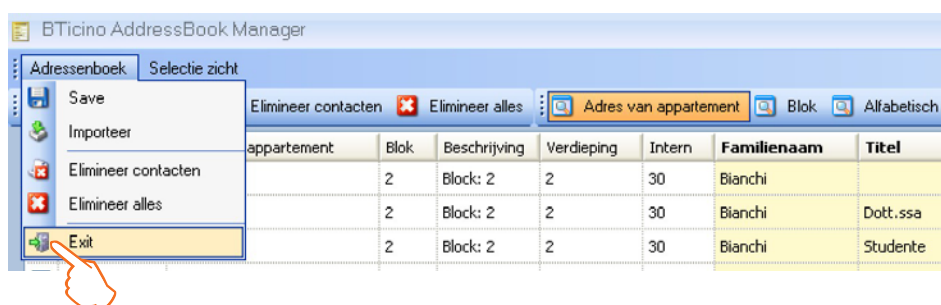 BTicino AddressBook Manager
Adressenboek Selectie zicht
Save Elimineer contacten Elimineer alles Adres van appartement Blok Alfabetisch
Importeer
appartement Blok Beschrijving Verdieping Intern Familienaam Titel
Elimineer contacten 2 Block: 2 2 30 Bianchi
Elimineer alles 2 Block: 2 2 30 Bianchi Dott.ssa
Exit 2 Block: 2 2 30 Bianchi Studente